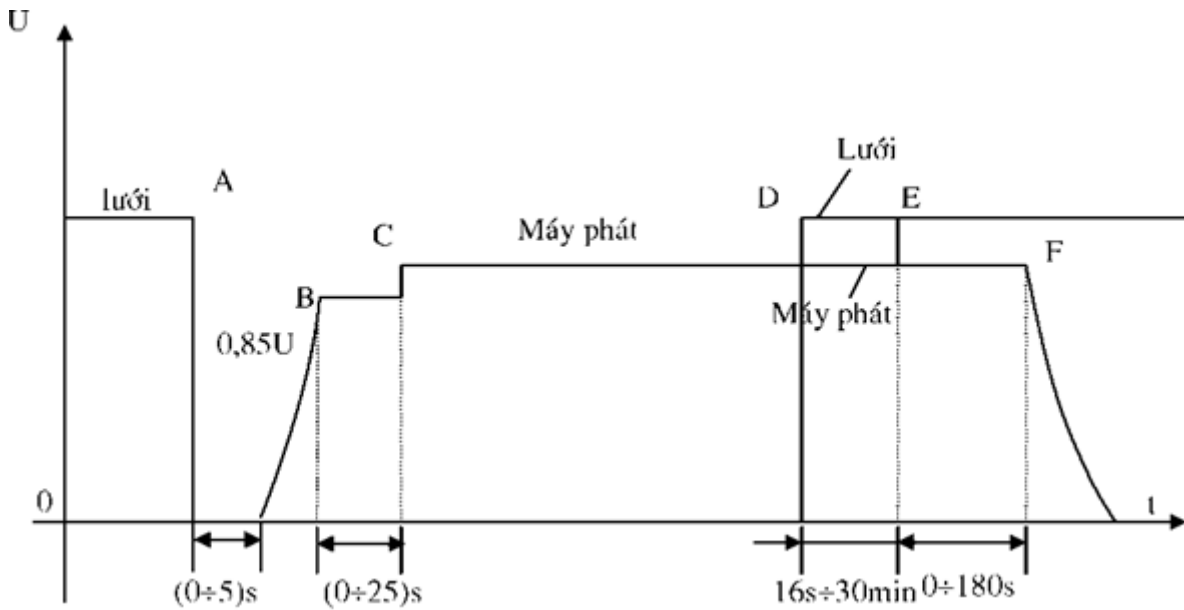 U
Lưới
lưới
A
D
E
C
Máy phát
F
B
Máy phát
0,85U
0
t
(0÷5)s
(0÷25)s
16s÷30min
0÷180s